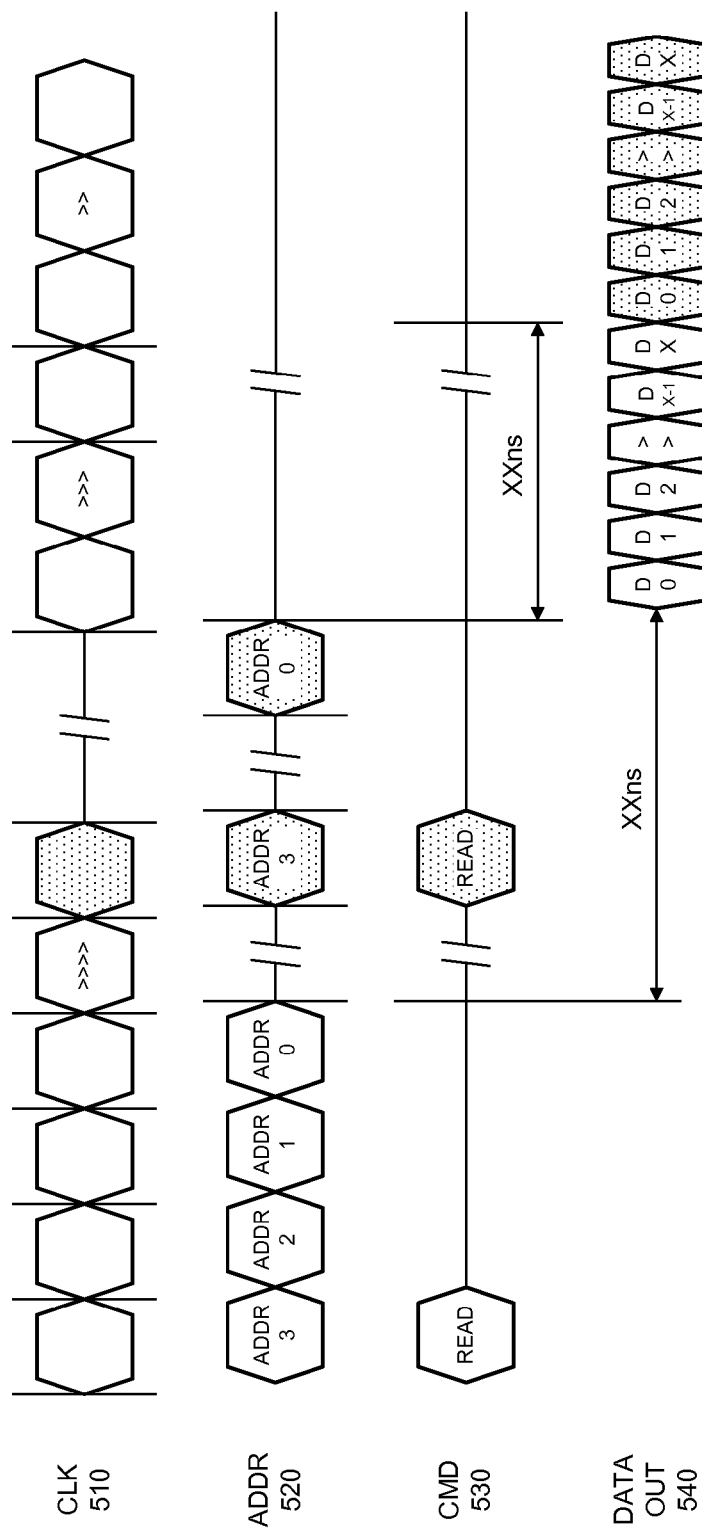 CLK
510
>>>>
>>>
>>
ADDR
520
ADDR
3
ADDR
2
ADDR
1
ADDR
0
ADDR
3
ADDR
0
CMD
530
READ
READ
XXns
DATA
OUT
540
XXns
D
0
D
1
D
2
>
>
D
X-1
D
X
D
0
D
1
D
2
>
>
D
X-1
D
X